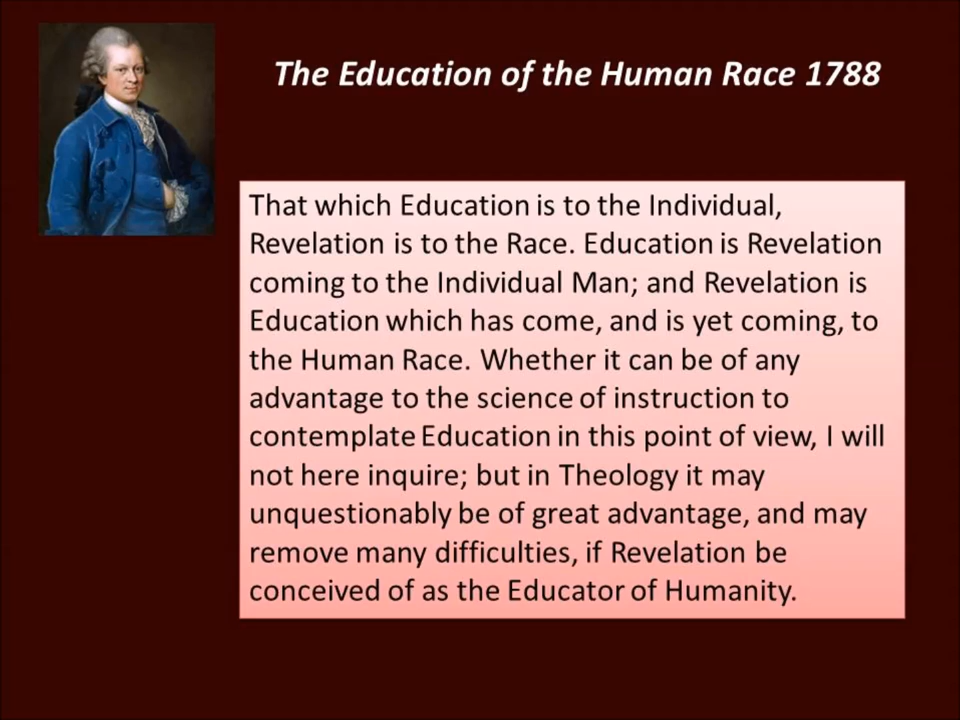 The Education of the Human Race 1788
That which Education is to the Individual,
Revelation is to the Race. Education is Revelation
coming to the Individual Man; and Revelation is
Education which has come, and is yet coming, to
the Human Race. Whether it can be of any
advantage to the science of instruction to
contemplate Education in this point of view, I will
not here inquire; but in Theology it may
unquestionably be of great advantage, and may
remove many difficulties, if Revelation be
conceived of as the Educator of Humanity.